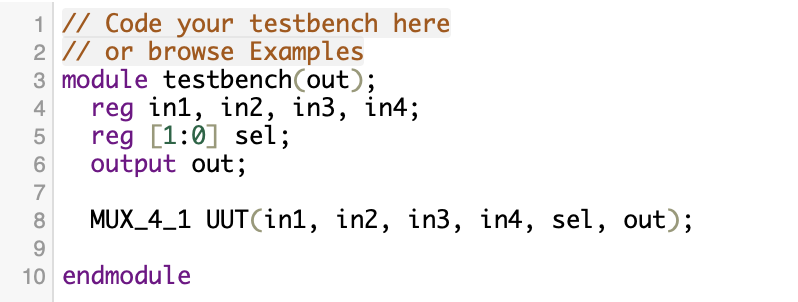 1 // Code your testbench here
2 // or browse Examples
3 module testbench(out);
4 reg in1, in2, in3, in4;
5 reg [1:0] sel;
6 output out;
7
8 MUX_4_1 UUT(in1, in2, in3, in4, sel, out);
9
10 endmodule